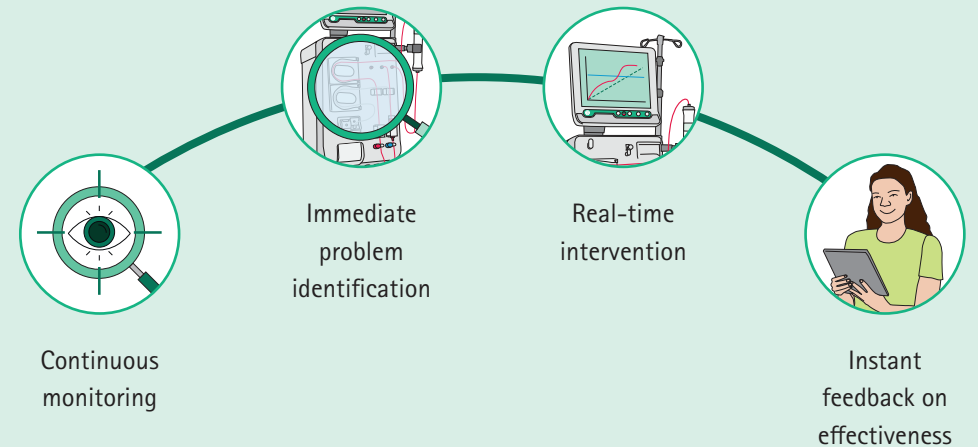 Continuous
monitoring
Immediate
problem
identification
Real-time
intervention
Instant
feedback on
effectiveness